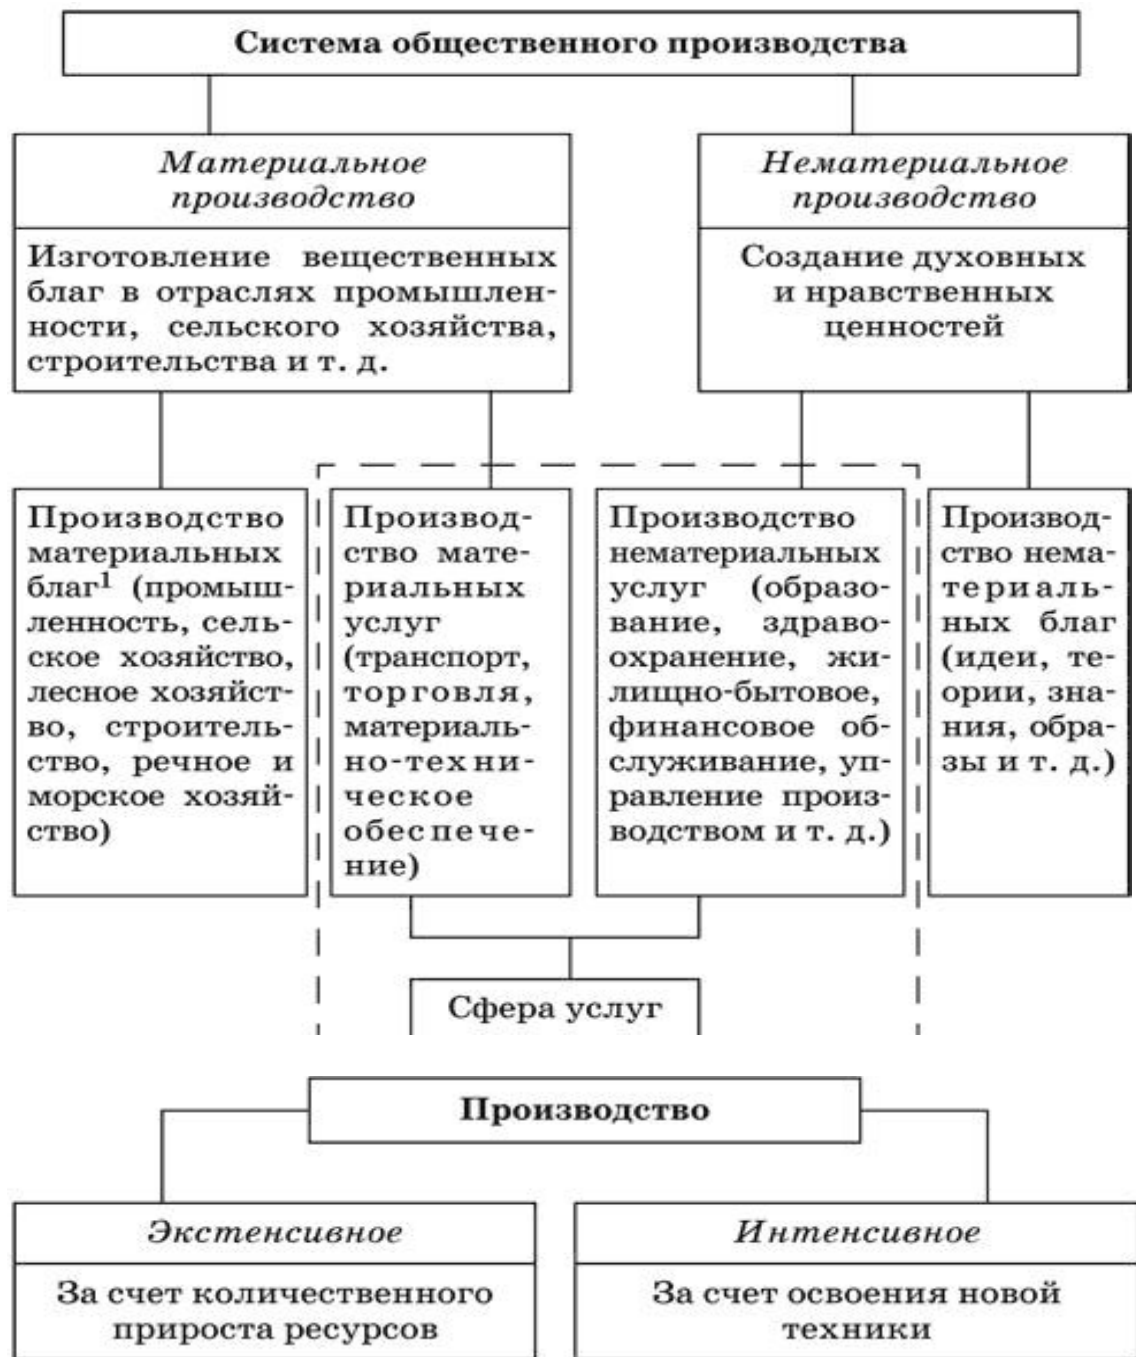 Система общественного производства
Материальное
производство
Изготовление вещественных
благ в отраслях промышлен-
ности, сельского хозяйства,
строительства и т. д.
Нематериальное
производство
Создание духовных
и нравственных
ценностей
Производство
материальных
благ¹ (промыш-
ленность, сель-
ское хозяйство,
лесное хозяйст-
во, строитель-
ство, речное и
морское хозяй-
ство)
Производ-
ство мате-
риальных
услуг
(транспорт,
торговля,
материаль-
но-техни-
ческое
обеспече-
ние)
Производство
нематериальных
услуг (образо-
вание, здраво-
охранение, жи-
лищно-бытовое,
финансовое об-
служивание, уп-
равление произ-
водством и т. д.)
Производ-
ство нема-
териаль-
ных благ
(идеи, те-
ории, зна-
ния, обра-
зы и т. д.)
Сфера услуг
Производство
Экстенсивное
За счет количественного
прироста ресурсов
Интенсивное
За счет освоения новой
техники